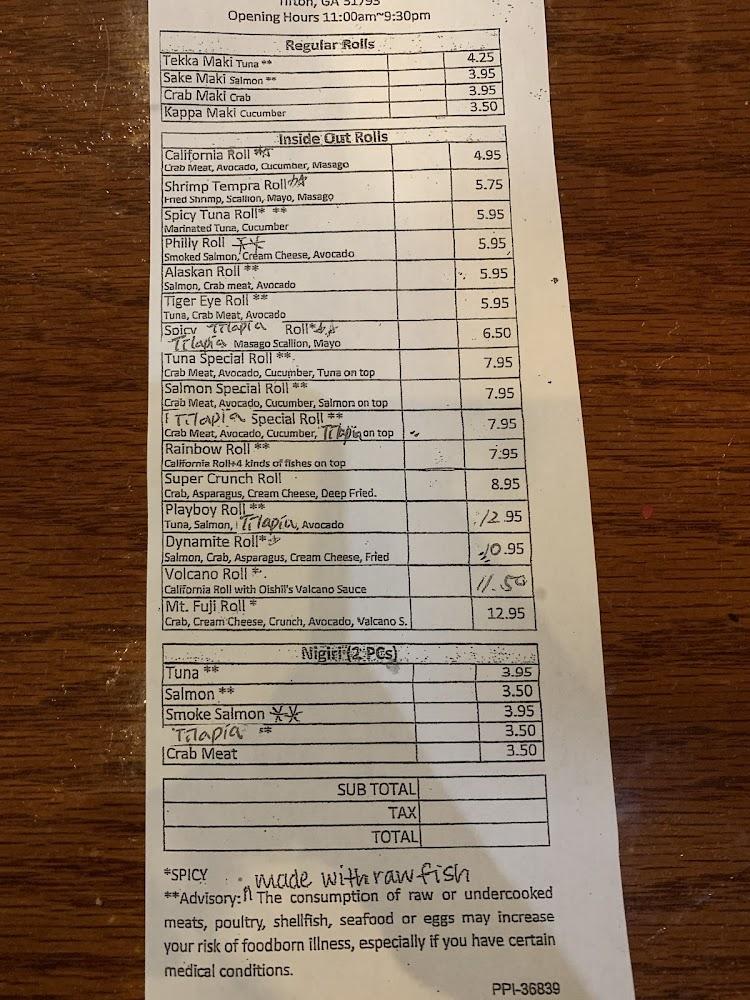 Tifton, GA 31793
Opening Hours 11:00am~9:30pm
Regular Rolls
Tekka Maki Tuna ** 4.25
Sake Maki Salmon ** 3.95
Crab Maki Crab 3.95
Kappa Maki Cucumber 3.50
Inside Out Rolls
California Roll ** 4.95
Crab Meat, Avocado, Cucumber, Masago
Shrimp Tempra Roll ** 5.75
Fried Shrimp, Scallion, Mayo, Masago
Spicy Tuna Roll* ** 5.95
Marinated Tuna, Cucumber
Philly Roll ** 5.95
Smoked Salmon, Cream Cheese, Avocado
Alaskan Roll ** 5.95
Salmon, Crab meat, Avocado
Tiger Eye Roll ** 5.95
Tuna, Crab Meat, Avocado
Spicy Tilapia Roll*** 6.50
Tilapia Masago Scallion, Mayo
Tuna Special Roll ** 7.95
Crab Meat, Avocado, Cucumber, Tuna on top
Salmon Special Roll ** 7.95
Crab Meat, Avocado, Cucumber, Salmon on top
Tilapia Special Roll ** 7.95
Crab Meat, Avocado, Cucumber, Tilapia on top
Rainbow Roll ** 7.95
California Roll+4 kinds of fishes on top
Super Crunch Roll 8.95
Crab, Asparagus, Cream Cheese, Deep Fried.
Playboy Roll ** 12.95
Tuna, Salmon, Tilapia, Avocado
Dynamite Roll** 10.95
Salmon, Crab, Asparagus, Cream Cheese, Fried
Volcano Roll * 11.50
California Roll with Oishii's Valcano Sauce
Mt. Fuji Roll * 12.95
Crab, Cream Cheese, Crunch, Avocado, Valcano S.
Nigiri (2 PCs)
Tuna ** 3.95
Salmon ** 3.50
Smoke Salmon ** 3.95
Tilapia ** 3.50
Crab Meat 3.50
SUB TOTAL
TAX
TOTAL
*SPICY made with raw fish
**Advisory: The consumption of raw or undercooked
meats, poultry, shellfish, seafood or eggs may increase
your risk of foodborn illness, especially if you have certain
medical conditions.
PPI-36839